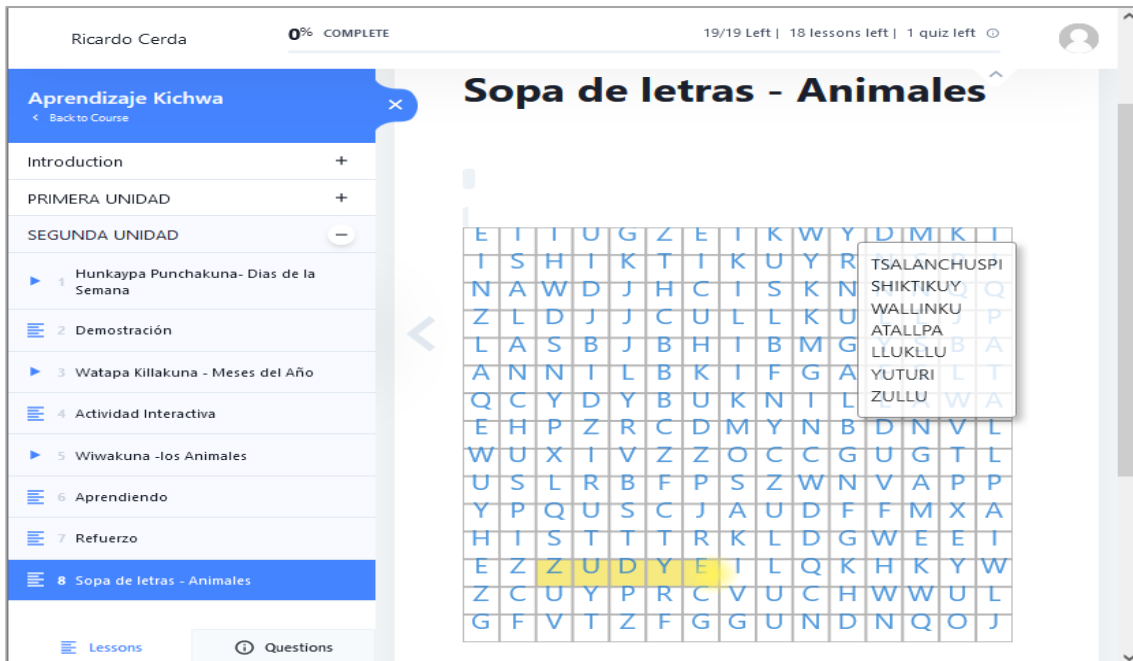 Ricardo Cerda
0% COMPLETE
19/19 Left | 18 lessons left | 1 quiz left
Aprendizaje Kichwa
< Back to Course
Introduction
PRIMERA UNIDAD
SEGUNDA UNIDAD
1 Hunkaypa Punchakuna- Dias de la
Semana
2 Demostración
3 Watapa Killakuna - Meses del Año
4 Actividad Interactiva
5 Wiwakuna -los Animales
6 Aprendiendo
7 Refuerzo
8 Sopa de letras - Animales
Lessons
Questions
Sopa de letras - Animales
E I I U G Z E I K W Y D M K I
I S H I K T I K U Y R
N A W D J H C I S K N Q
Z L D J J C U L L K U P
L A S B J B H I B M G B A
A N N I L B K I F G A L T
Q C Y D Y B U K N I L W A
E H P Z R C D M Y N B D N V L
W U X I V Z Z O C C G U G T L
U S L R B F P S Z W N V A P P
Y P Q U S C J A U D F F M X A
H I S T T T R K L D G W E E I
E Z Z U D Y E I L Q K H K Y W
Z C U Y P R C V U C H W W U L
G F V T Z F G G U N D N Q O J
TSALANCHUSPI
SHIKTIKUY
WALLINKU
ATALLPA
LLUKLLU
YUTURI
ZULLU